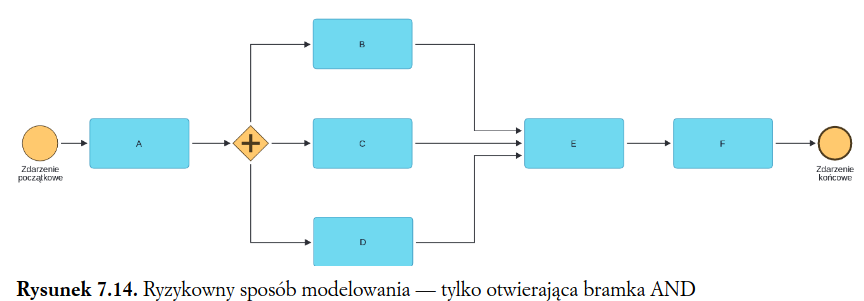 B
A
C
E
F
Zdarzenie
początkowe
Zdarzenie
końcowe
D
Rysunek 7.14. Ryzykowny sposób modelowania — tylko otwierająca bramka AND